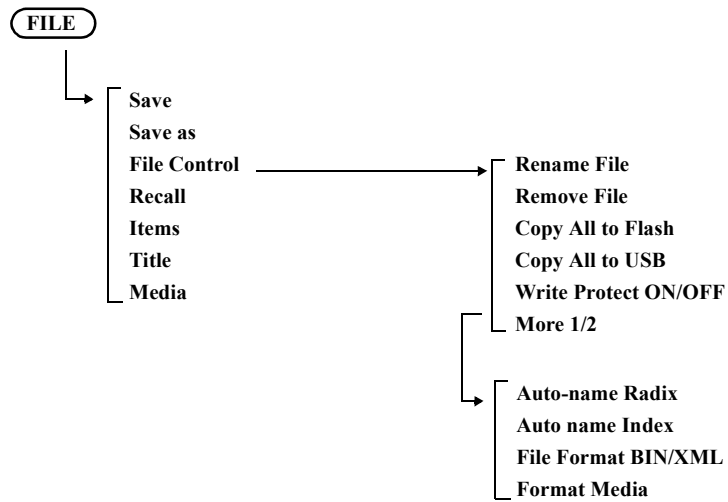 FILE
Save
Save as
File Control
Recall
Items
Title
Media
Rename File
Remove File
Copy All to Flash
Copy All to USB
Write Protect ON/OFF
More 1/2
Auto-name Radix
Auto name Index
File Format BIN/XML
Format Media